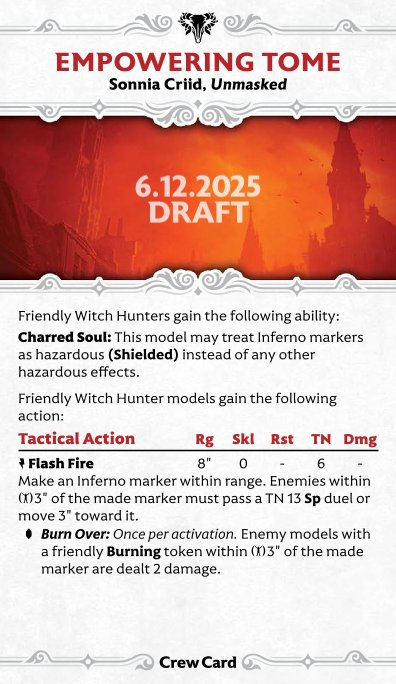 EMPOWERING TOME
Sonnia Criid, Unmasked
6.12.2025
DRAFT
Friendly Witch Hunters gain the following ability:
Charred Soul: This model may treat Inferno markers
as hazardous (Shielded) instead of any other
hazardous effects.
Friendly Witch Hunter models gain the following
action:
Tactical Action Rg Skl Rst TN Dmg
Flash Fire 8" 0 - 6 -
Make an Inferno marker within range. Enemies within
3" of the made marker must pass a TN 13 Sp duel or
move 3" toward it.
Burn Over: Once per activation. Enemy models with
a friendly Burning token within 3" of the made
marker are dealt 2 damage.
Crew Card